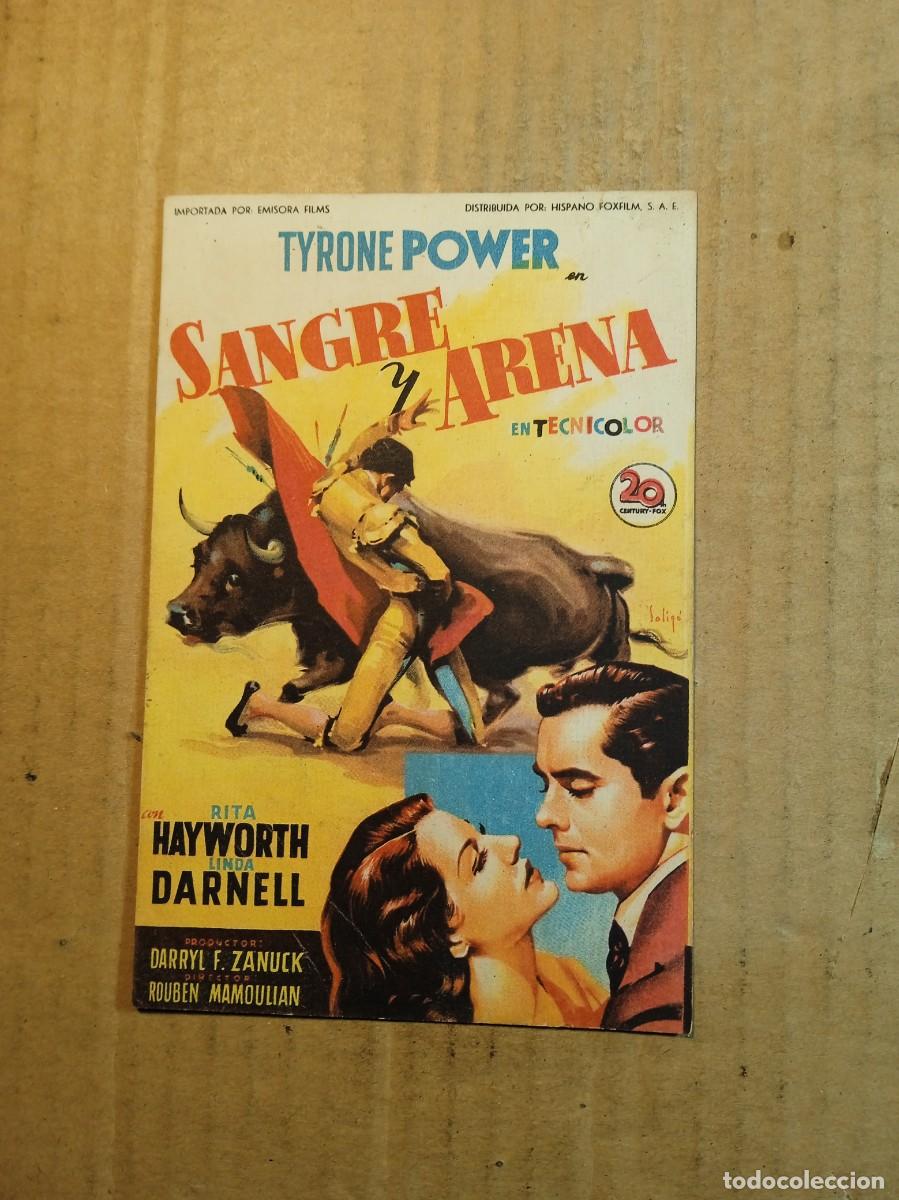 IMPORTADA POR: EMISORA FILMS
DISTRIBUIDA POR: HISPANO FOXFILM, S. A. E.
TYRONE POWER
en
SANGRE
y ARENA
EN TECNICOLOR
20th
CENTURY-FOX
Soligó
con
RITA
HAYWORTH
LINDA
DARNELL
PRODUCTOR:
DARRYL F. ZANUCK
DIRECTOR:
ROUBEN MAMOULIAN
todocoleccion